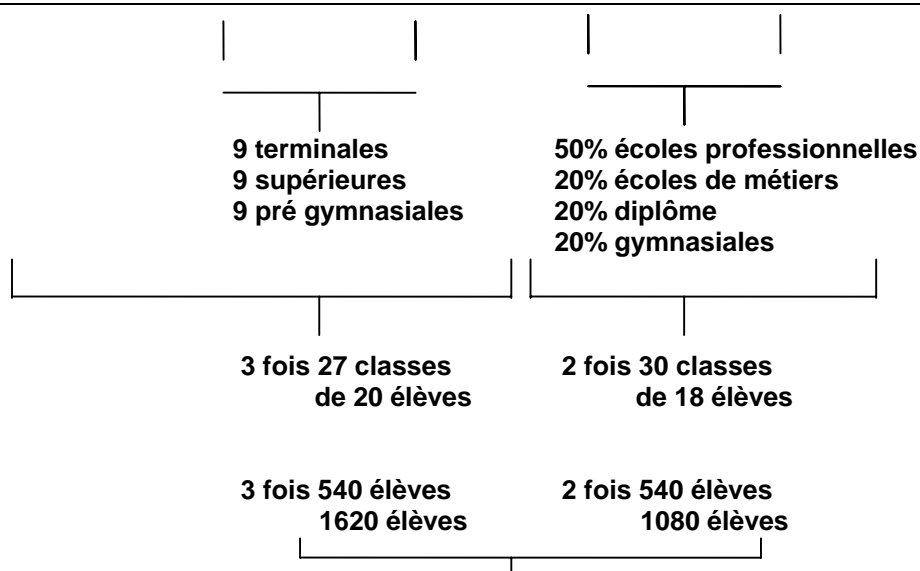 9 terminales
9 supérieures
9 pré gymnasiales
50% écoles professionnelles
20% écoles de métiers
20% diplôme
20% gymnasiales
3 fois 27 classes
de 20 élèves
2 fois 30 classes
de 18 élèves
3 fois 540 élèves
1620 élèves
2 fois 540 élèves
1080 élèves